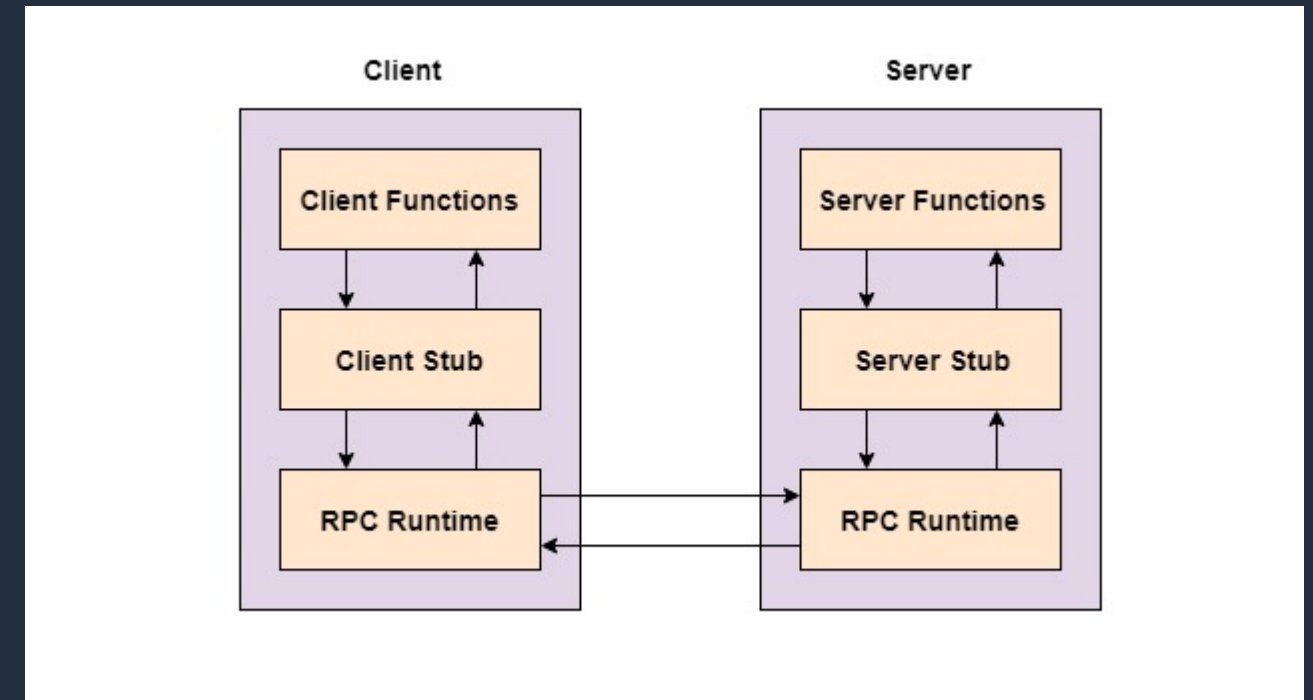 Client
Server
Client Functions
Server Functions
Client Stub
Server Stub
RPC Runtime
RPC Runtime